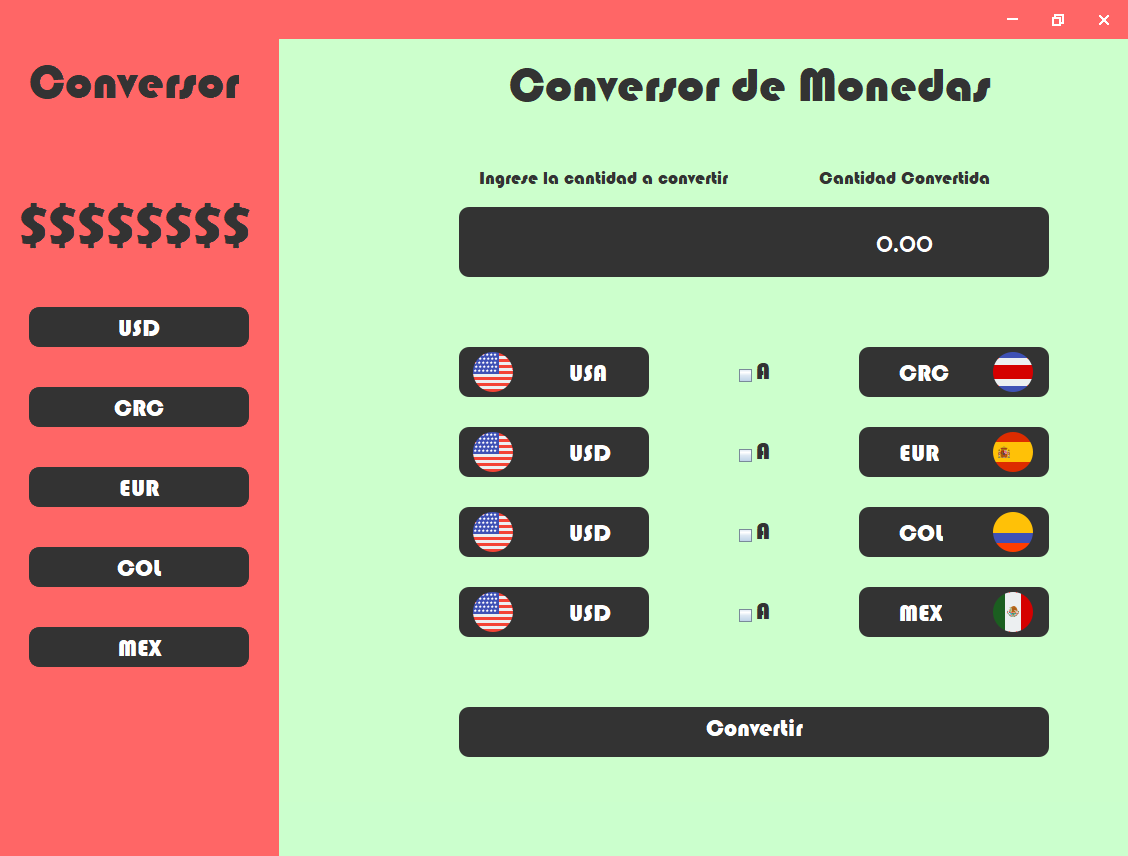 Conversor
$$$$$$$$
USD
CRC
EUR
COL
MEX
Conversor de Monedas
Ingrese la cantidad a convertir Cantidad Convertida
0.00
USA A CRC
USD A EUR
USD A COL
USD A MEX
Convertir